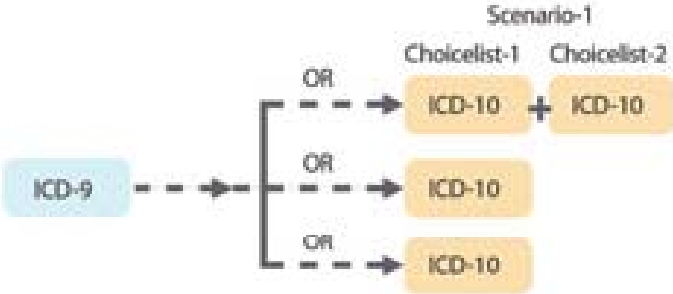 Scenario-1
Choicelist-1 Choicelist-2
OR
ICD-10 + ICD-10
OR
ICD-9
ICD-10
OR
ICD-10